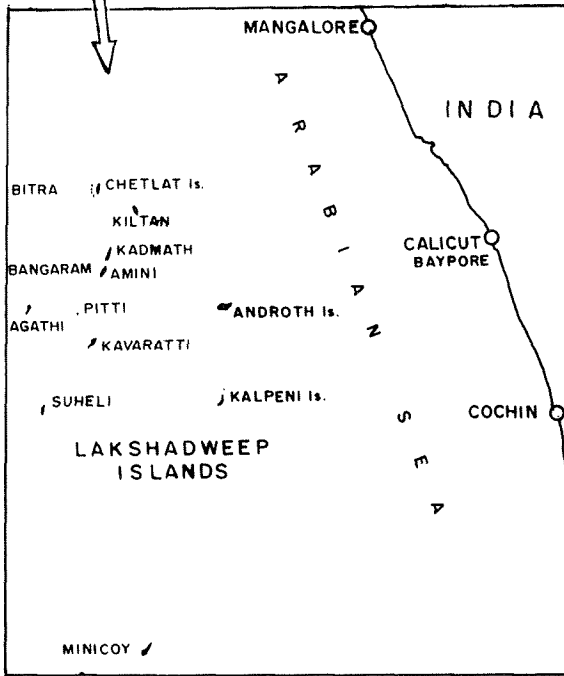 MANGALORE
INDIA
ARABIAN SEA
BITRA
CHETLAT Is.
KILTAN
KADMATH
CALICUT
BAYPORE
BANGARAM
AMINI
PITTI
ANDROTH Is.
AGATHI
KAVARATTI
SUHELI
KALPENI Is.
COCHIN
LAKSHADWEEP
ISLANDS
MINICOY